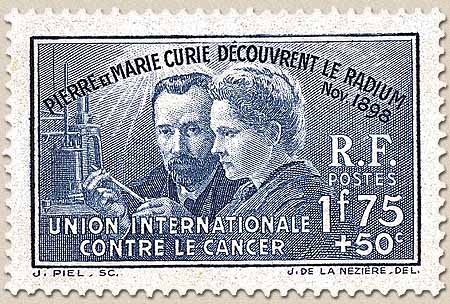 PIERRE ET MARIE CURIE DÉCOUVRENT LE RADIUM
NOV. 1898
R.F.
POSTES
1f75
+50c
UNION INTERNATIONALE
CONTRE LE CANCER
J. PIEL. SC.
J. DE LA NEZIÈRE. DEL.